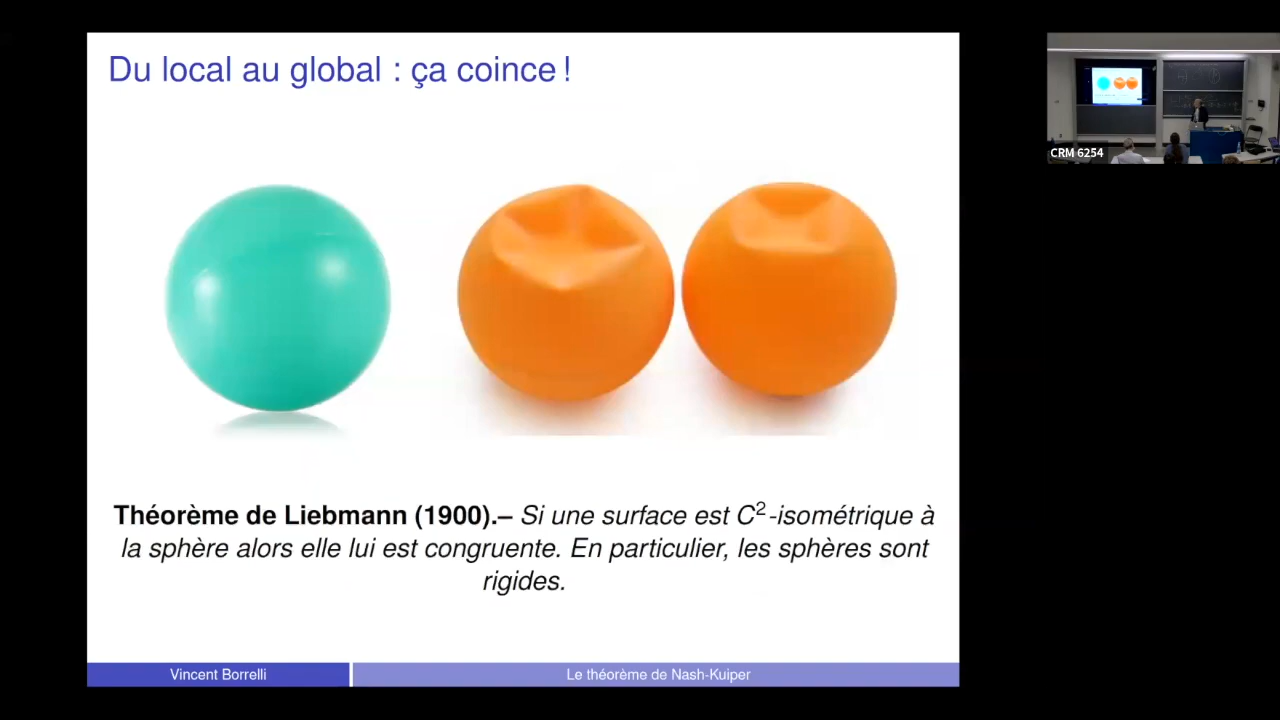 Du local au global : ça coince !
CRM 6254
Théorème de Liebmann (1900).– Si une surface est C²-isométrique à
la sphère alors elle lui est congruente. En particulier, les sphères sont
rigides.
Vincent Borrelli
Le théorème de Nash-Kuiper